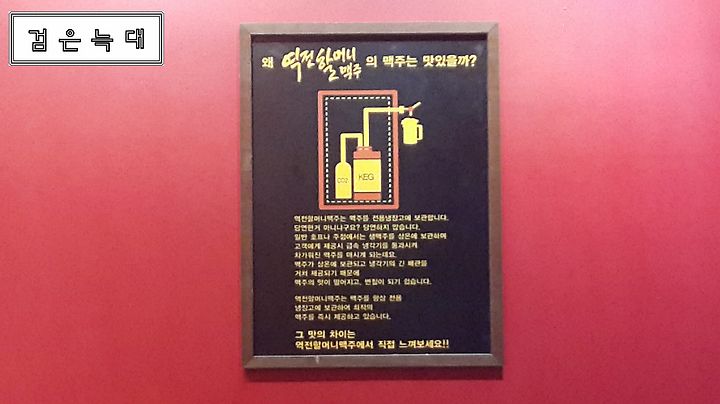 검은늑대
왜 역전할머니맥주 의 맥주는 맛있을까?
CO2
KEG
역전할머니맥주는 맥주를 전용냉장고에 보관합니다.
당연한거 아니냐구요? 당연하지 않습니다.
일반 호프나 주점에서는 생맥주를 상온에 보관하며
고객에게 제공시 급속 냉각기를 통과시켜
차가워진 맥주를 마시게 되는데요.
맥주가 상온에 보관되고 냉각기의 긴 배관을
거쳐 제공되기 때문에
맥주의 맛이 떨어지고, 변질이 되기 쉽습니다.
역전할머니맥주는 맥주를 항상 전용
냉장고에 보관하여 최적의
맥주를 즉시 제공하고 있습니다.
그 맛의 차이는
역전할머니맥주에서 직접 느껴보세요!!